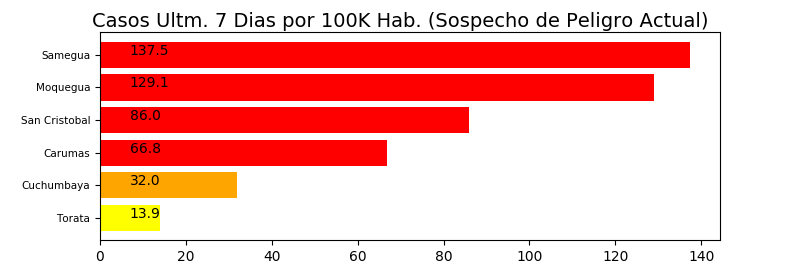 Casos Ultm. 7 Dias por 100K Hab. (Sospecho de Peligro Actual)
Samegua 137.5
Moquegua 129.1
San Cristobal 86.0
Carumas 66.8
Cuchumbaya 32.0
Torata 13.9
0 20 40 60 80 100 120 140